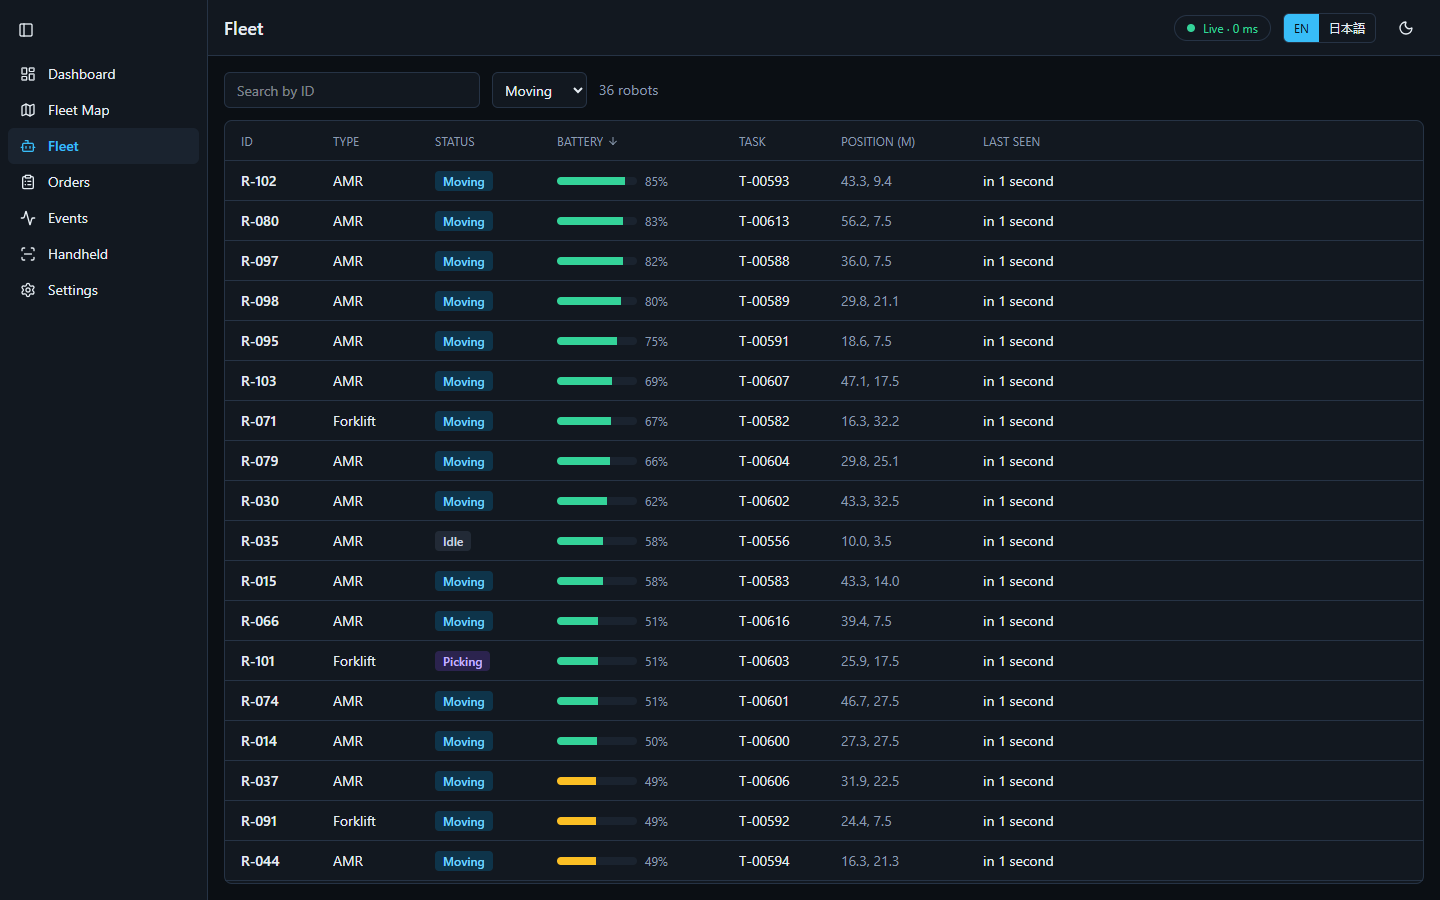 Fleet
Live · 0 ms
EN
日本語
Dashboard
Fleet Map
Fleet
Orders
Events
Handheld
Settings
Search by ID
Moving
36 robots
ID TYPE STATUS BATTERY ↓ TASK POSITION (M) LAST SEEN
R-102 AMR Moving 85% T-00593 43.3, 9.4 in 1 second
R-080 AMR Moving 83% T-00613 56.2, 7.5 in 1 second
R-097 AMR Moving 82% T-00588 36.0, 7.5 in 1 second
R-098 AMR Moving 80% T-00589 29.8, 21.1 in 1 second
R-095 AMR Moving 75% T-00591 18.6, 7.5 in 1 second
R-103 AMR Moving 69% T-00607 47.1, 17.5 in 1 second
R-071 Forklift Moving 67% T-00582 16.3, 32.2 in 1 second
R-079 AMR Moving 66% T-00604 29.8, 25.1 in 1 second
R-030 AMR Moving 62% T-00602 43.3, 32.5 in 1 second
R-035 AMR Idle 58% T-00556 10.0, 3.5 in 1 second
R-015 AMR Moving 58% T-00583 43.3, 14.0 in 1 second
R-066 AMR Moving 51% T-00616 39.4, 7.5 in 1 second
R-101 Forklift Picking 51% T-00603 25.9, 17.5 in 1 second
R-074 AMR Moving 51% T-00601 46.7, 27.5 in 1 second
R-014 AMR Moving 50% T-00600 27.3, 27.5 in 1 second
R-037 AMR Moving 49% T-00606 31.9, 22.5 in 1 second
R-091 Forklift Moving 49% T-00592 24.4, 7.5 in 1 second
R-044 AMR Moving 49% T-00594 16.3, 21.3 in 1 second